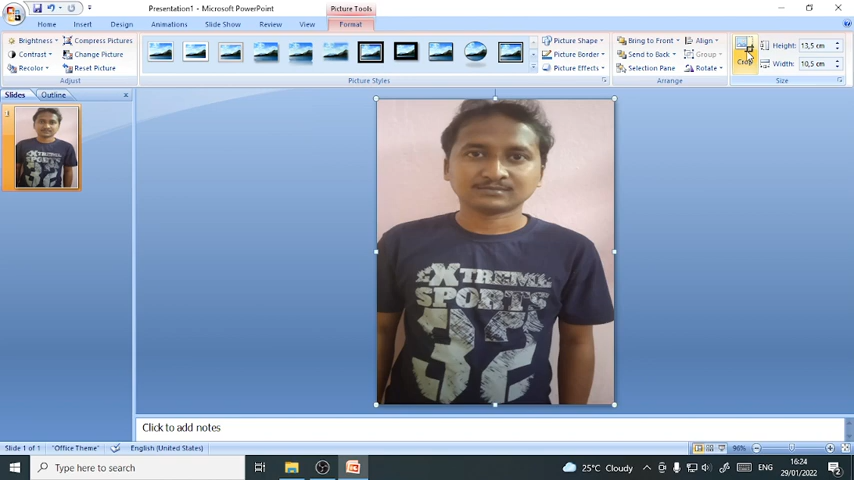 Presentation1 - Microsoft PowerPoint
Picture Tools
Home Insert Design Animations Slide Show Review View Format
Brightness Compress Pictures
Contrast Change Picture
Recolor Reset Picture
Adjust
Picture Styles
Picture Shape
Picture Border
Picture Effects
Bring to Front Align
Send to Back Group
Selection Pane Rotate
Arrange
Crop
Height: 13,5 cm
Width: 10,5 cm
Size
Slides Outline
1
EXTREME
SPORTS
32
Click to add notes
Slide 1 of 1 "Office Theme" English (United States) 96%
Type here to search
25°C Cloudy ENG
16:24
29/01/2022
2